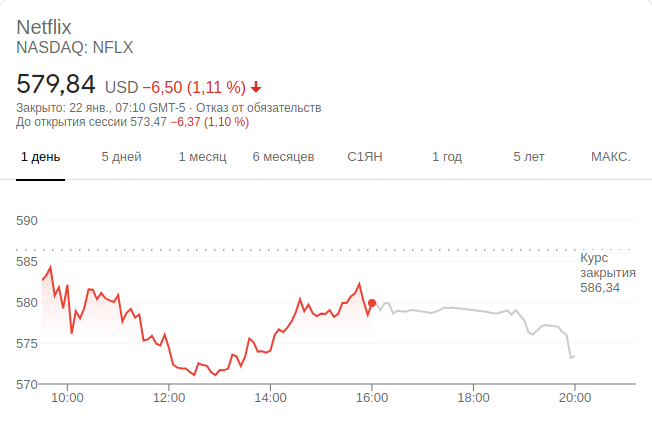 Netflix
NASDAQ: NFLX
579,84 USD −6,50 (1,11 %)
Закрыто: 22 янв., 07:10 GMT-5 · Отказ от обязательств
До открытия сессии 573,47 −6,37 (1,10 %)
1 день 5 дней 1 месяц 6 месяцев С1ЯН 1 год 5 лет МАКС.
590
585
580
575
570
Курс
закрытия
586,34
10:00 12:00 14:00 16:00 18:00 20:00